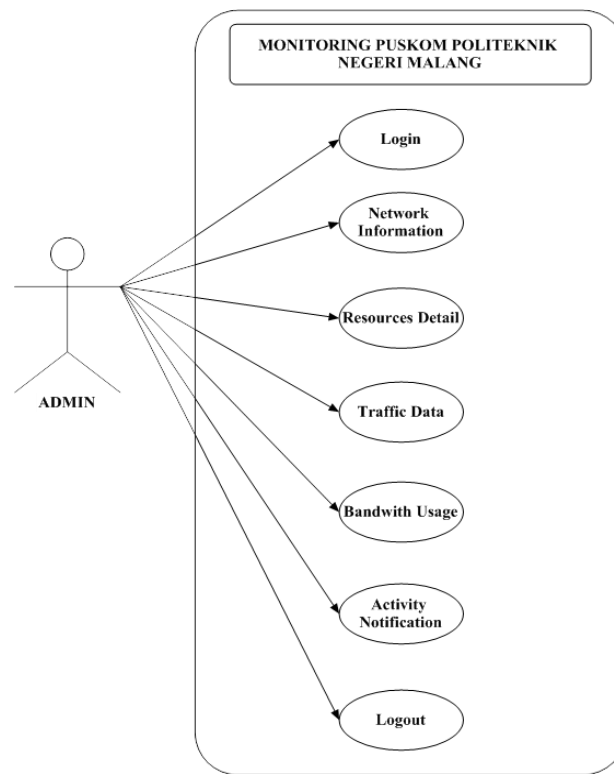 MONITORING PUSKOM POLITEKNIK
NEGERI MALANG
Login
Network
Information
Resources Detail
ADMIN
Traffic Data
Bandwith Usage
Activity
Notification
Logout